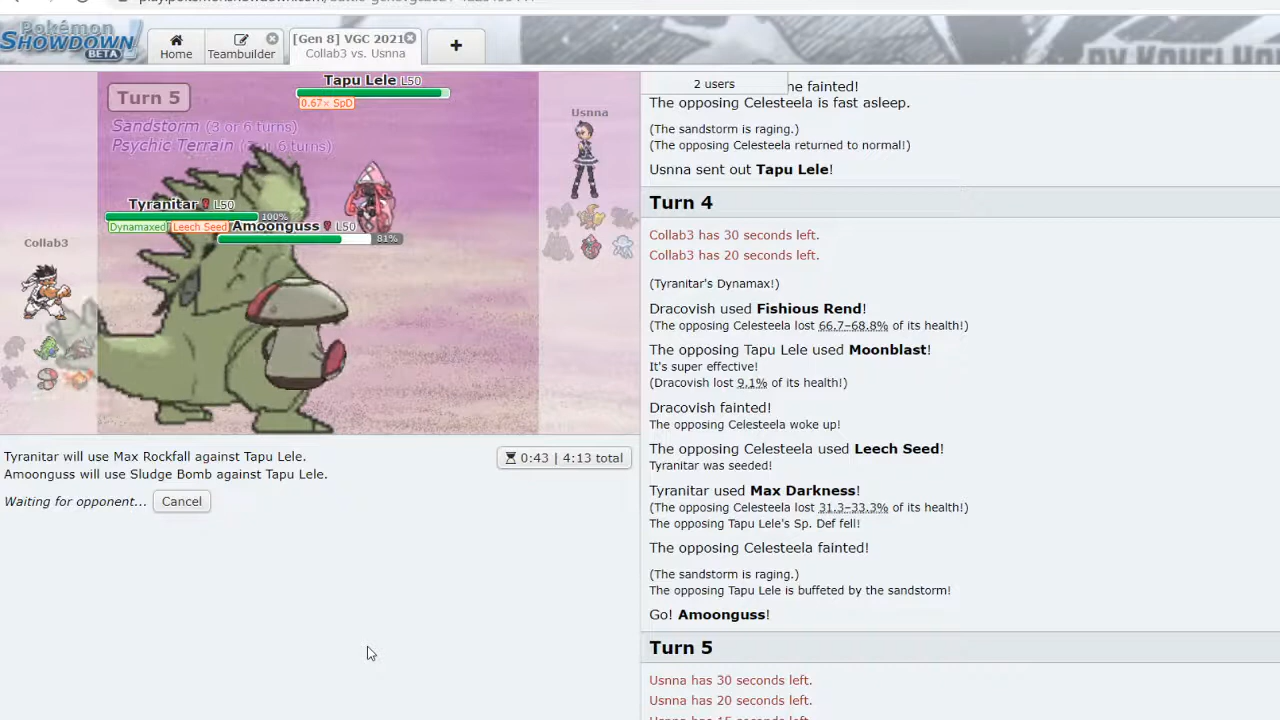 Pokémon
SHOWDOWN
BETA
Home
Teambuilder
[Gen 8] VGC 2021
Collab3 vs. Usnna
+
Turn 5
Sandstorm (3 or 6 turns)
Tapu Lele L50
0.67× SpD
Usnna
Tyranitar L50
100%
Dynamaxed
Leech Seed
Amoonguss L50
81%
Collab3
Tyranitar will use Max Rockfall against Tapu Lele.
Amoonguss will use Sludge Bomb against Tapu Lele.
0:43 | 4:13 total
Waiting for opponent...
Cancel
2 users
fainted!
The opposing Celesteela is fast asleep.
(The sandstorm is raging.)
(The opposing Celesteela returned to normal!)
Usnna sent out Tapu Lele!
Turn 4
Collab3 has 30 seconds left.
Collab3 has 20 seconds left.
(Tyranitar's Dynamax!)
Dracovish used Fishious Rend!
(The opposing Celesteela lost 66.7–68.8% of its health!)
The opposing Tapu Lele used Moonblast!
It's super effective!
(Dracovish lost 9.1% of its health!)
Dracovish fainted!
The opposing Celesteela woke up!
The opposing Celesteela used Leech Seed!
Tyranitar was seeded!
Tyranitar used Max Darkness!
(The opposing Celesteela lost 31.3–33.3% of its health!)
The opposing Tapu Lele's Sp. Def fell!
The opposing Celesteela fainted!
(The sandstorm is raging.)
The opposing Tapu Lele is buffeted by the sandstorm!
Go! Amoonguss!
Turn 5
Usnna has 30 seconds left.
Usnna has 20 seconds left.
Usnna has 15 seconds left.
Psychic Terrain 6 turns)